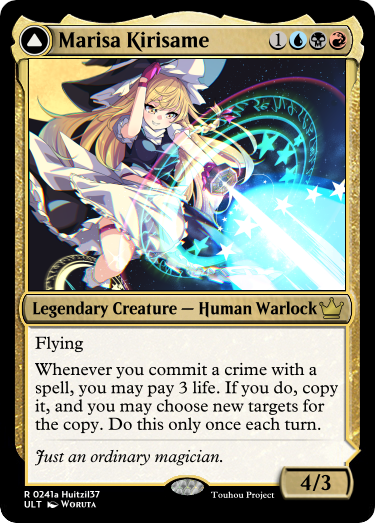 Marisa Kirisame 1
Legendary Creature — Human Warlock
Flying
Whenever you commit a crime with a
spell, you may pay 3 life. If you do, copy
it, and you may choose new targets for
the copy. Do this only once each turn.
Just an ordinary magician.
4/3
R 0241a Huitzil37
ULT Woruta
Touhou Project